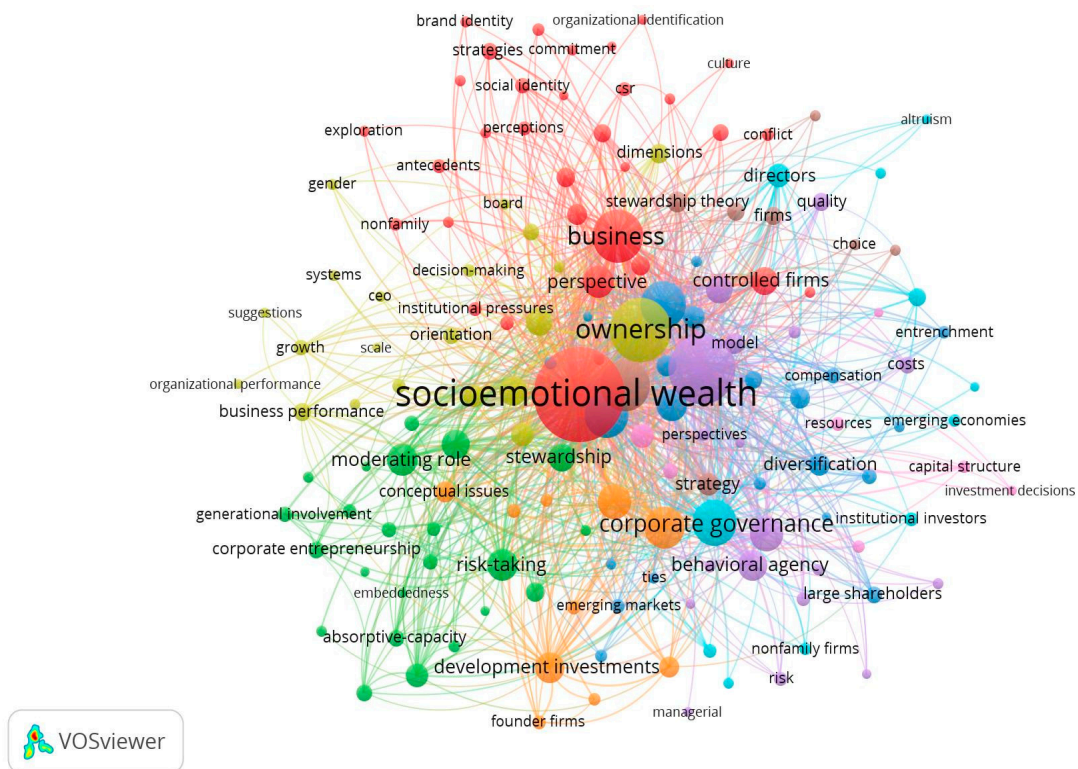 brand identity
organizational identification
strategies
commitment
culture
social identity
csr
exploration
perceptions
altruism
conflict
dimensions
antecedents
directors
gender
board
stewardship theory
quality
firms
nonfamily
business
choice
systems
decision-making
perspective
controlled firms
ceo
institutional pressures
suggestions
orientation
ownership
model
entrenchment
growth
scale
costs
organizational performance
compensation
socioemotional wealth
business performance
resources
emerging economies
perspectives
moderating role
stewardship
diversification
capital structure
conceptual issues
strategy
investment decisions
generational involvement
corporate governance
institutional investors
corporate entrepreneurship
risk-taking
behavioral agency
ties
embeddedness
large shareholders
emerging markets
absorptive-capacity
nonfamily firms
development investments
risk
managerial
founder firms
VOSviewer